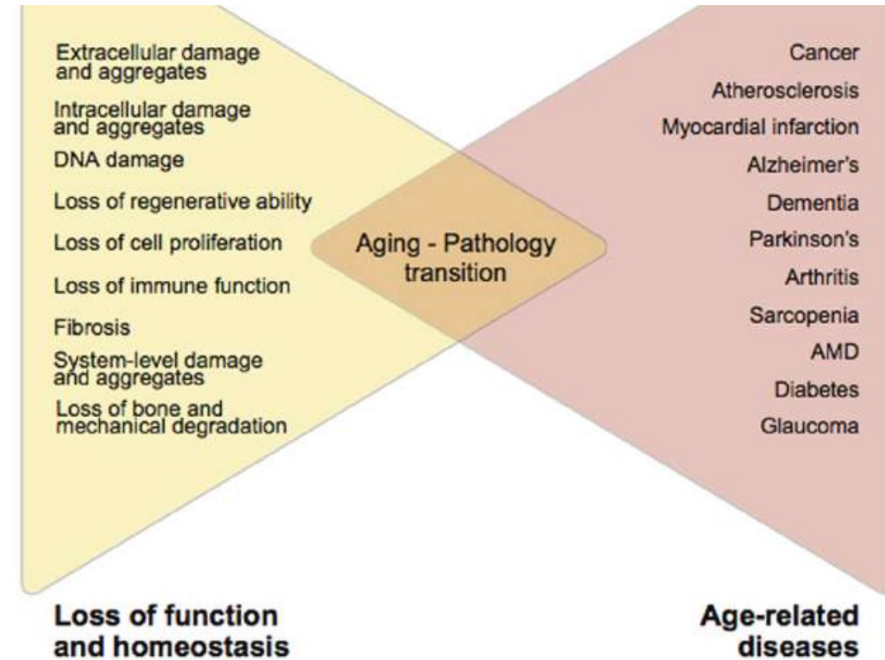 Extracellular damage
and aggregates
Intracellular damage
and aggregates
DNA damage
Loss of regenerative ability
Loss of cell proliferation
Loss of immune function
Fibrosis
System-level damage
and aggregates
Loss of bone and
mechanical degradation
Aging - Pathology
transition
Cancer
Atherosclerosis
Myocardial infarction
Alzheimer's
Dementia
Parkinson's
Arthritis
Sarcopenia
AMD
Diabetes
Glaucoma
Loss of function
and homeostasis
Age-related
diseases